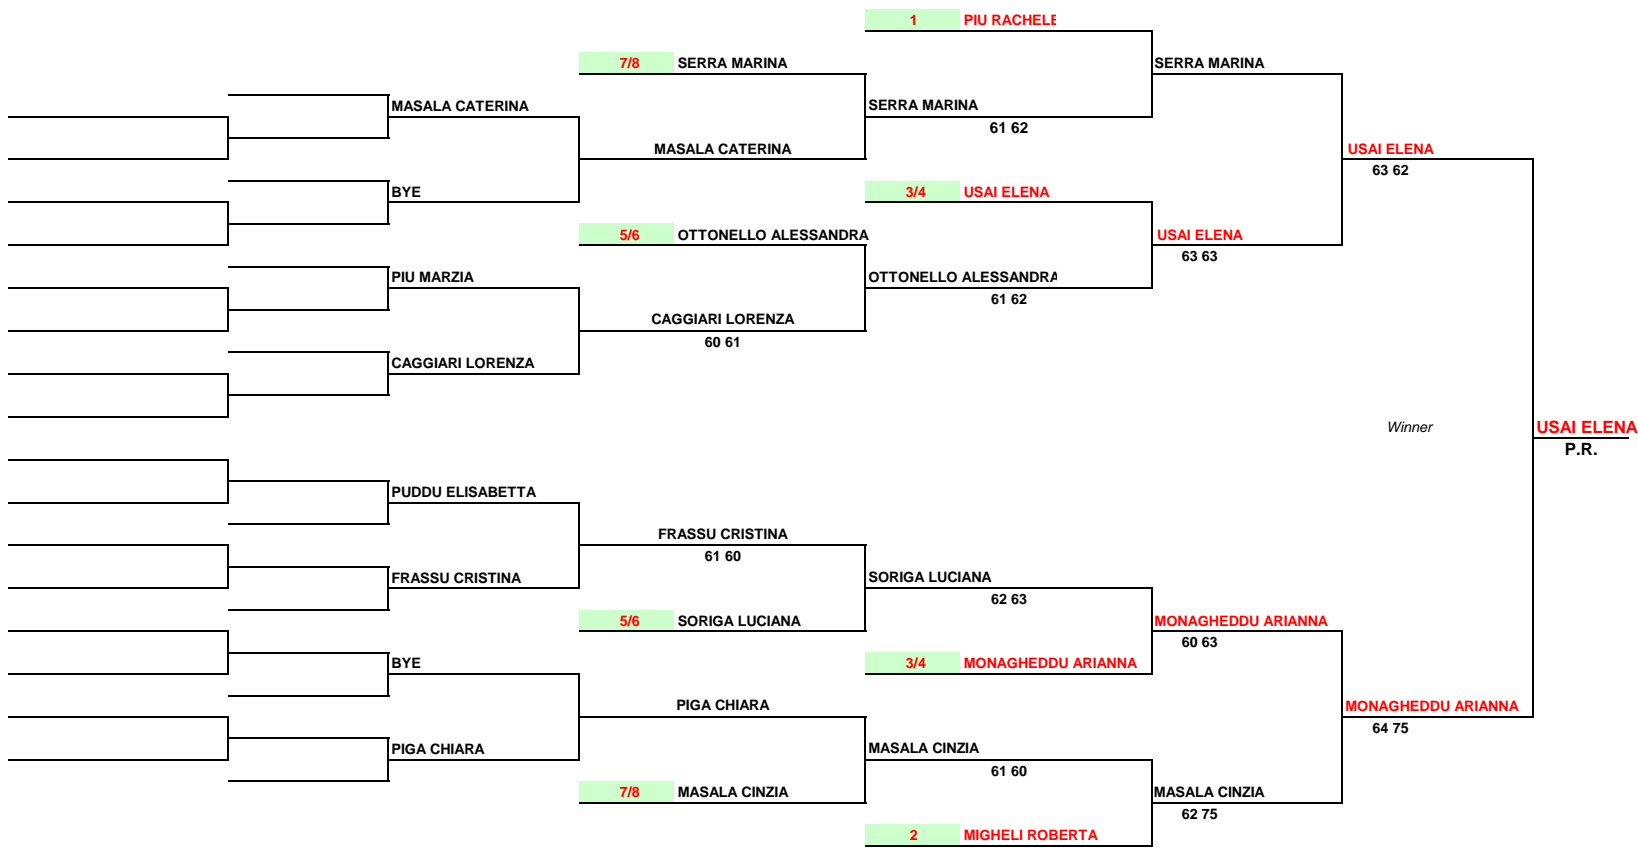 1 PIU RACHELE
7/8 SERRA MARINA SERRA MARINA
MASALA CATERINA SERRA MARINA
61 62
MASALA CATERINA USAI ELENA
63 62
BYE 3/4 USAI ELENA
5/6 OTTONELLO ALESSANDRA USAI ELENA
63 63
PIU MARZIA OTTONELLO ALESSANDRA
61 62
CAGGIARI LORENZA
60 61
CAGGIARI LORENZA
Winner USAI ELENA
P.R.
PUDDU ELISABETTA
FRASSU CRISTINA
61 60
FRASSU CRISTINA SORIGA LUCIANA
62 63
5/6 SORIGA LUCIANA MONAGHEDDU ARIANNA
60 63
BYE 3/4 MONAGHEDDU ARIANNA
PIGA CHIARA MONAGHEDDU ARIANNA
64 75
PIGA CHIARA MASALA CINZIA
61 60
7/8 MASALA CINZIA MASALA CINZIA
62 75
2 MIGHELI ROBERTA